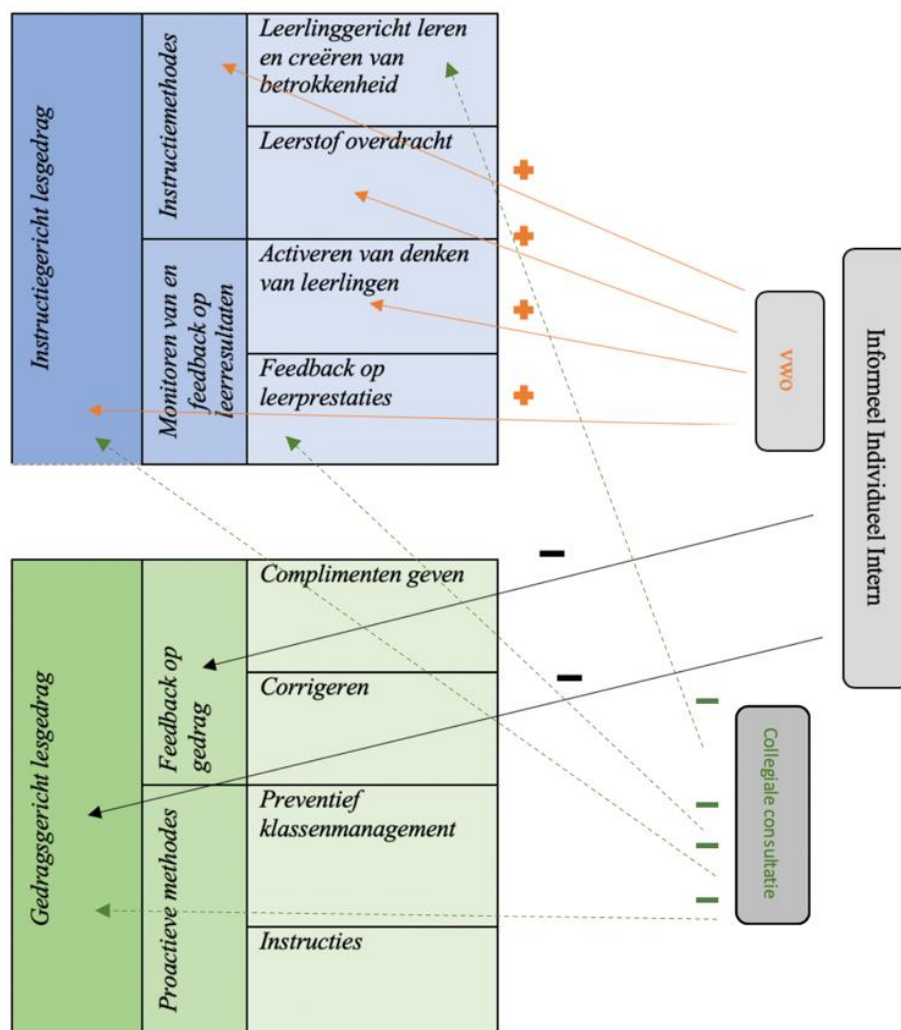 Instructiegericht lesgedrag
Instructiemethodes
Leerlinggericht leren
en creëren van
betrokkenheid
Leerstof overdracht
Monitoren van en
feedback op
leerresultaten
Activeren van denken
van leerlingen
Feedback op
leerprestaties
Gedragsgericht lesgedrag
Feedback op
gedrag
Complimenten geven
Corrigeren
Proactieve methodes
Preventief
klassenmanagement
Instructies
vwo
Informeel Individueel Intern
Collegiale consultatie